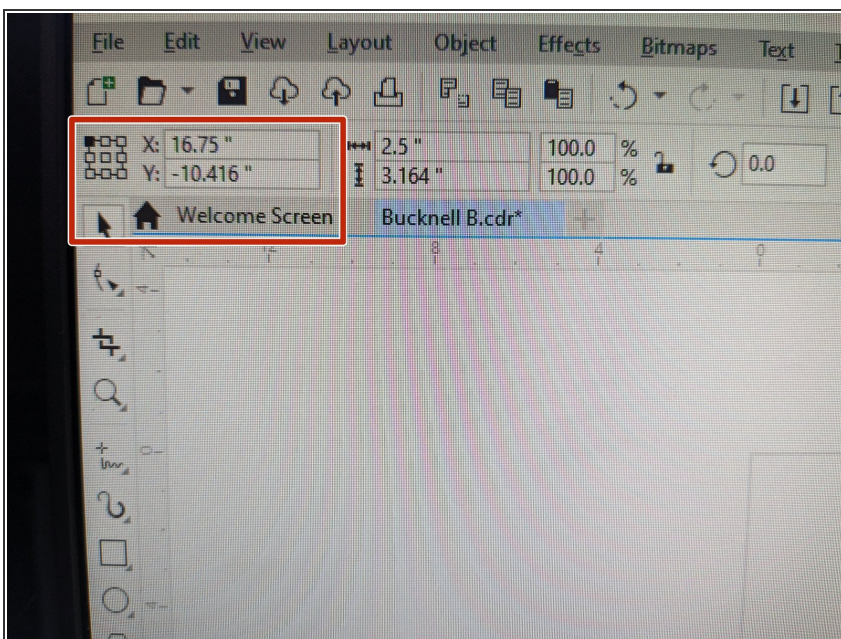 File Edit View Layout Object Effects Bitmaps Text
X: 16.75 " 2.5 " 100.0 % 0.0
Y: -10.416 " 3.164 " 100.0 %
Welcome Screen Bucknell B.cdr*
8 4 0